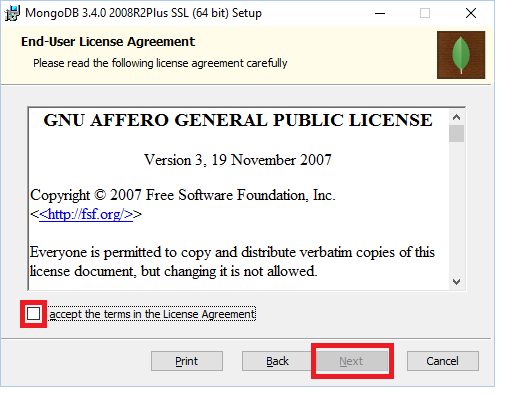 MongoDB 3.4.0 2008R2Plus SSL (64 bit) Setup
End-User License Agreement
Please read the following license agreement carefully
GNU AFFERO GENERAL PUBLIC LICENSE
Version 3, 19 November 2007
Copyright © 2007 Free Software Foundation, Inc.
<<http://fsf.org/>>
Everyone is permitted to copy and distribute verbatim copies of this
license document, but changing it is not allowed.
accept the terms in the License Agreement
Print Back Next Cancel